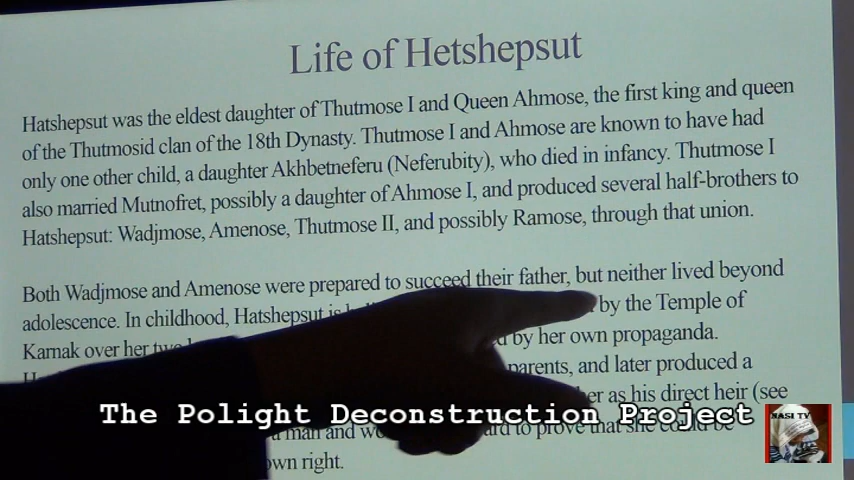 Life of Hetshepsut
Hatshepsut was the eldest daughter of Thutmose I and Queen Ahmose, the first king and queen
of the Thutmosid clan of the 18th Dynasty. Thutmose I and Ahmose are known to have had
only one other child, a daughter Akhbetneferu (Neferubity), who died in infancy. Thutmose I
also married Mutnofret, possibly a daughter of Ahmose I, and produced several half-brothers to
Hatshepsut: Wadjmose, Amenose, Thutmose II, and possibly Ramose, through that union.
Both Wadjmose and Amenose were prepared to succeed their father, but neither lived beyond
adolescence. In childhood, Hatshepsut is by the Temple of
Karnak over her two by her own propaganda.
parents, and later produced a
as his direct heir (see
The Polight Deconstruction Project
NASI TV
a man and to prove that she could be
own right.